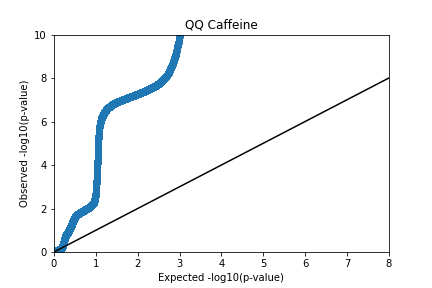 QQ Caffeine
10
8
6
4
2
0
Observed -log10(p-value)
0 1 2 3 4 5 6 7 8
Expected -log10(p-value)